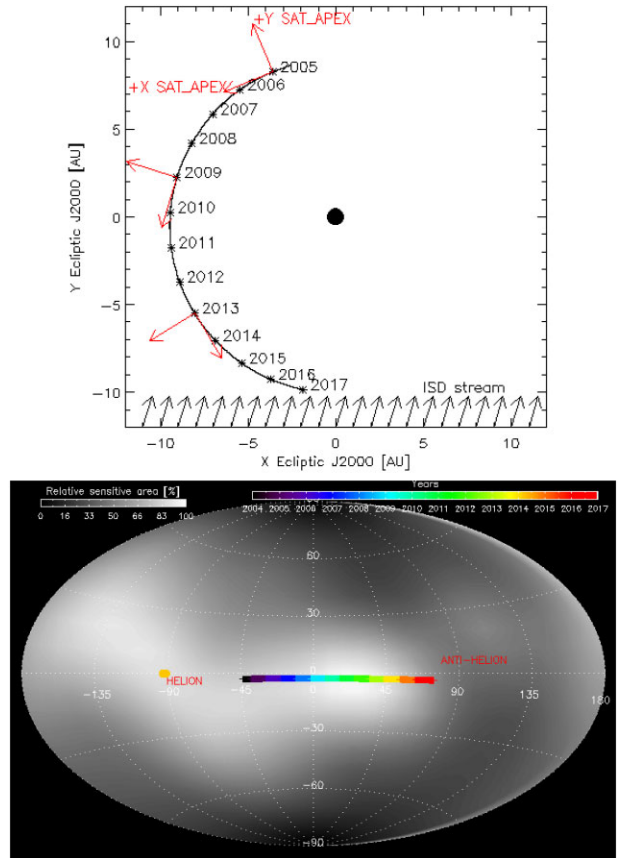 +Y SAT_APEX
+X SAT_APEX
2005
2006
2007
2008
2009
2010
2011
2012
2013
2014
2015
2016
2017
ISD stream
10
5
0
−5
−10
Y Ecliptic J2000 [AU]
−10 −5 0 5 10
X Ecliptic J2000 [AU]
Relative sensitive area [%]
0 16 33 50 66 83 100
Years
2004 2005 2006 2007 2008 2009 2010 2011 2012 2013 2014 2015 2016 2017
60
30
ANTI−HELION
HELION
−135 −90 −45 0 0 45 90 135 180
−30
−60
−90